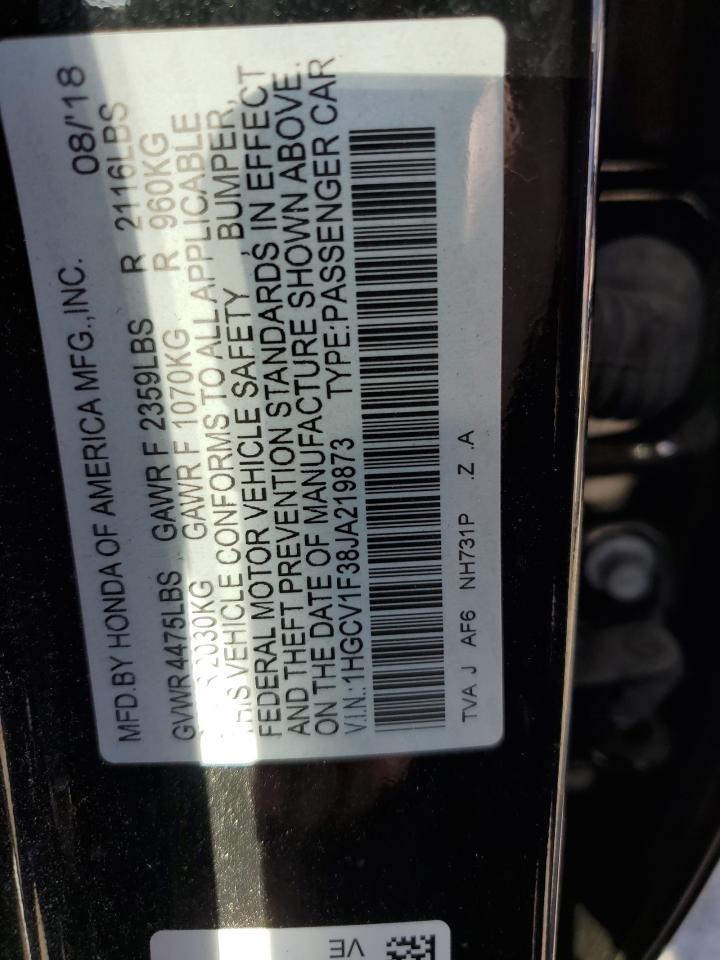 MFD.BY HONDA OF AMERICA MFG.,INC. 08/'18
GVWR 4475LBS GAWR F 2359LBS R 2116LBS
2030KG GAWR F 1070KG R 960KG
THIS VEHICLE CONFORMS TO ALL APPLICABLE
FEDERAL MOTOR VEHICLE SAFETY , BUMPER,
AND THEFT PREVENTION STANDARDS IN EFFECT
ON THE DATE OF MANUFACTURE SHOWN ABOVE.
V.I.N.: 1HGCV1F38JA219873 TYPE:PASSENGER CAR
TVA J AF6 NH731P .Z .A
VE